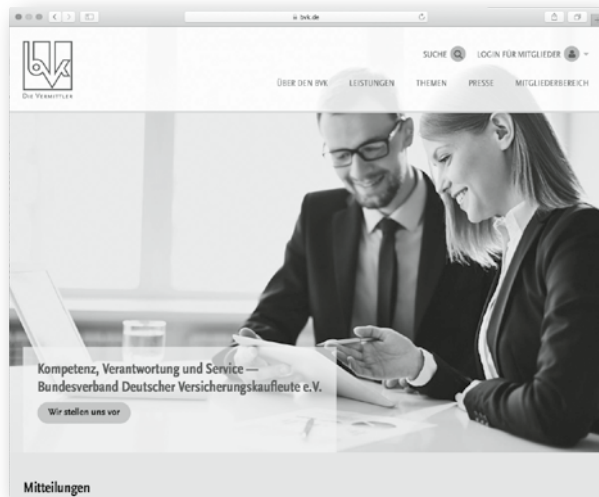 bvk.de
bvk
DIE VERMITTLER
SUCHE
LOGIN FÜR MITGLIEDER
ÜBER DEN BVK LEISTUNGEN THEMEN PRESSE MITGLIEDERBEREICH
Kompetenz, Verantwortung und Service —
Bundesverband Deutscher Versicherungskaufleute e.V.
Wir stellen uns vor
Mitteilungen